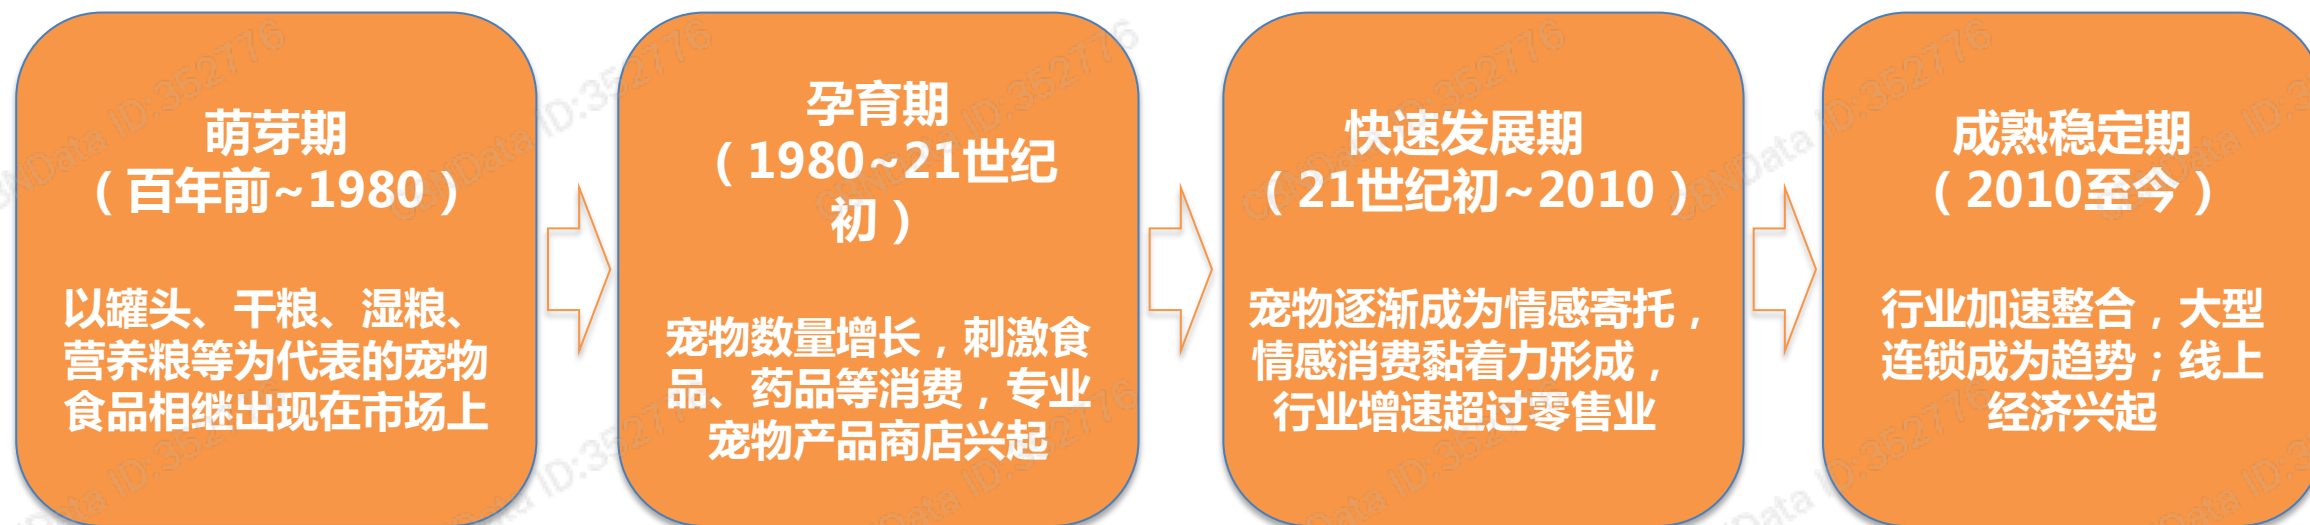 萌芽期
（百年前~1980）
以罐头、干粮、湿粮、
营养粮等为代表的宠物
食品相继出现在市场上
孕育期
（1980~21世纪
初）
宠物数量增长，刺激食
品、药品等消费，专业
宠物产品商店兴起
快速发展期
（21世纪初~2010）
宠物逐渐成为情感寄托，
情感消费黏着力形成，
行业增速超过零售业
成熟稳定期
（2010至今）
行业加速整合，大型
连锁成为趋势；线上
经济兴起
CBNData ID:352776